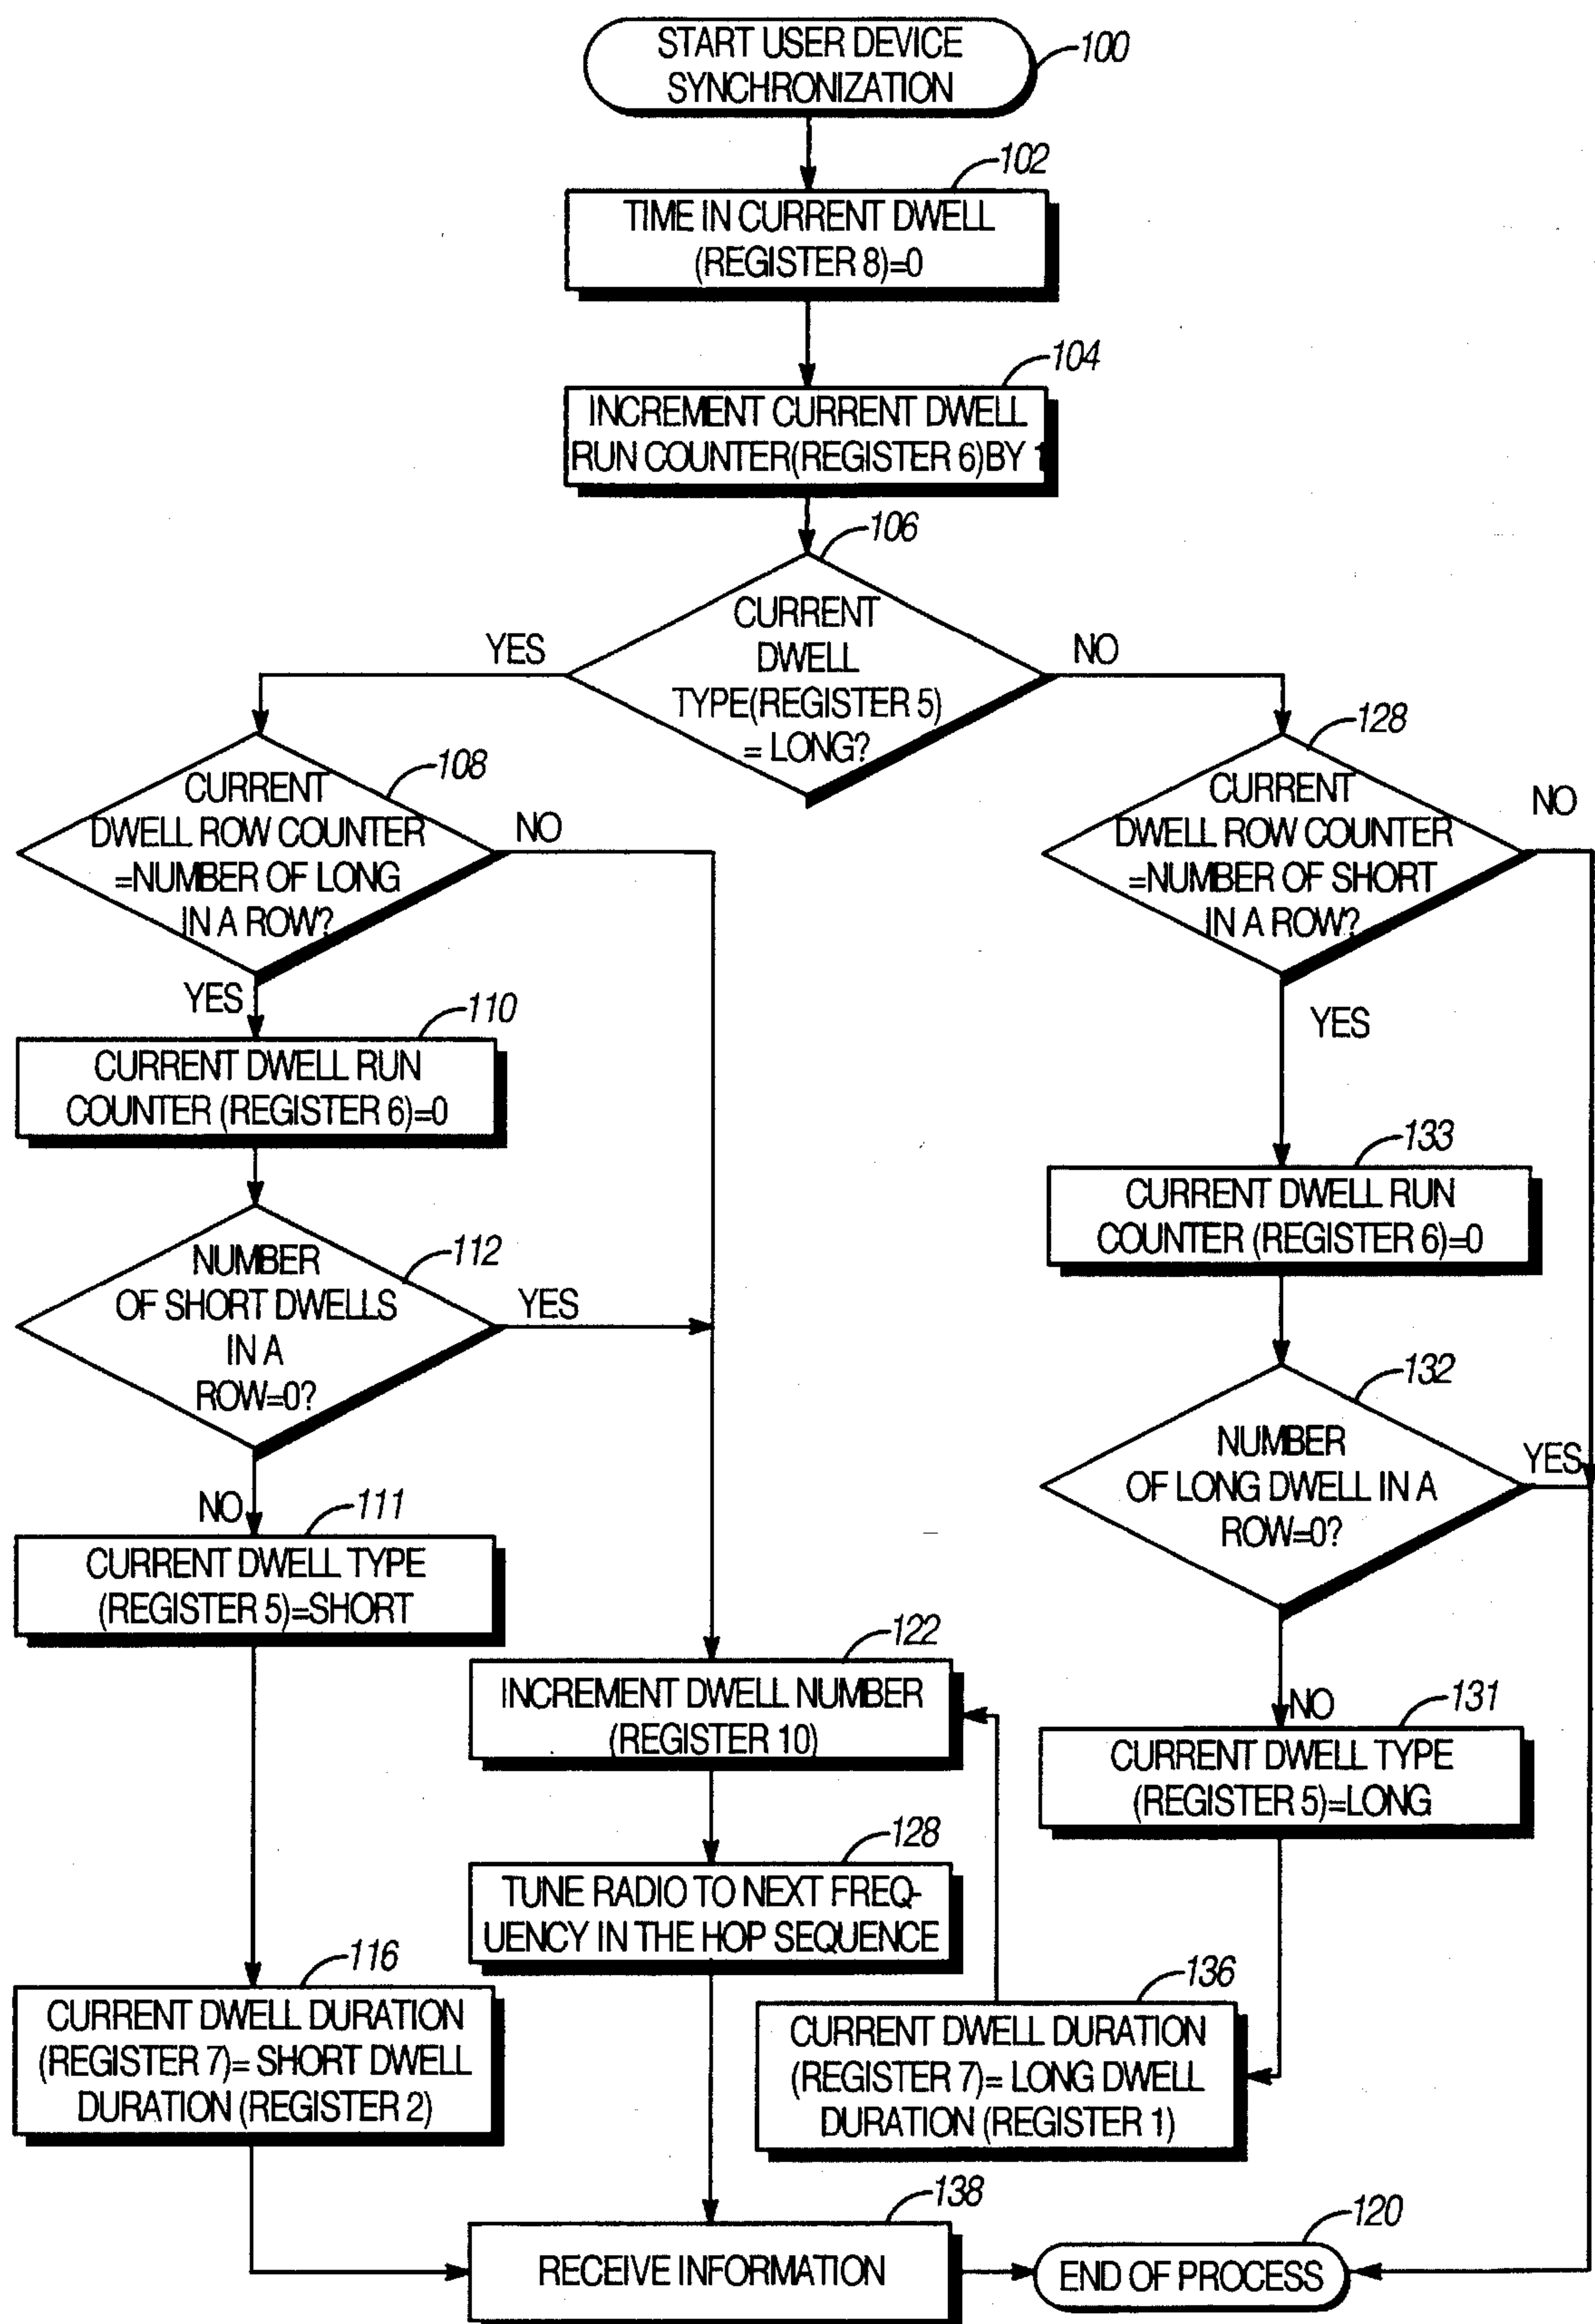 START USER DEVICE
SYNCHRONIZATION
100
102
TIME IN CURRENT DWELL
(REGISTER 8)=0
104
INCREMENT CURRENT DWELL
RUN COUNTER(REGISTER 6)BY 1
106
CURRENT
DWELL
TYPE(REGISTER 5)
= LONG?
YES
NO
108
CURRENT
DWELL ROW COUNTER
=NUMBER OF LONG
IN A ROW?
NO
YES
128
CURRENT
DWELL ROW COUNTER
=NUMBER OF SHORT
IN A ROW?
NO
YES
110
CURRENT DWELL RUN
COUNTER (REGISTER 6)=0
133
CURRENT DWELL RUN
COUNTER (REGISTER 6)=0
112
NUMBER
OF SHORT DWELLS
IN A
ROW=0?
YES
NO
132
NUMBER
OF LONG DWELL IN A
ROW=0?
YES
NO
111
CURRENT DWELL TYPE
(REGISTER 5)=SHORT
122
INCREMENT DWELL NUMBER
(REGISTER 10)
131
CURRENT DWELL TYPE
(REGISTER 5)=LONG
128
TUNE RADIO TO NEXT FREQ-
UENCY IN THE HOP SEQUENCE
116
CURRENT DWELL DURATION
(REGISTER 7)= SHORT DWELL
DURATION (REGISTER 2)
136
CURRENT DWELL DURATION
(REGISTER 7)= LONG DWELL
DURATION (REGISTER 1)
138
RECEIVE INFORMATION
120
END OF PROCESS